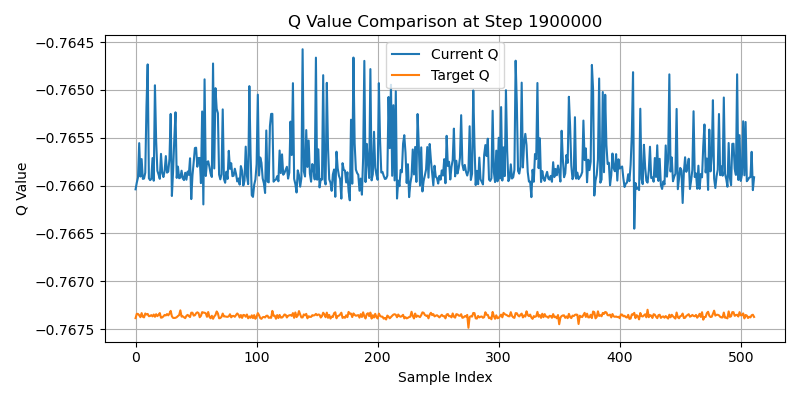 Q Value Comparison at Step 1900000
Current Q
Target Q
Q Value
−0.7645
−0.7650
−0.7655
−0.7660
−0.7665
−0.7670
−0.7675
0 100 200 300 400 500
Sample Index